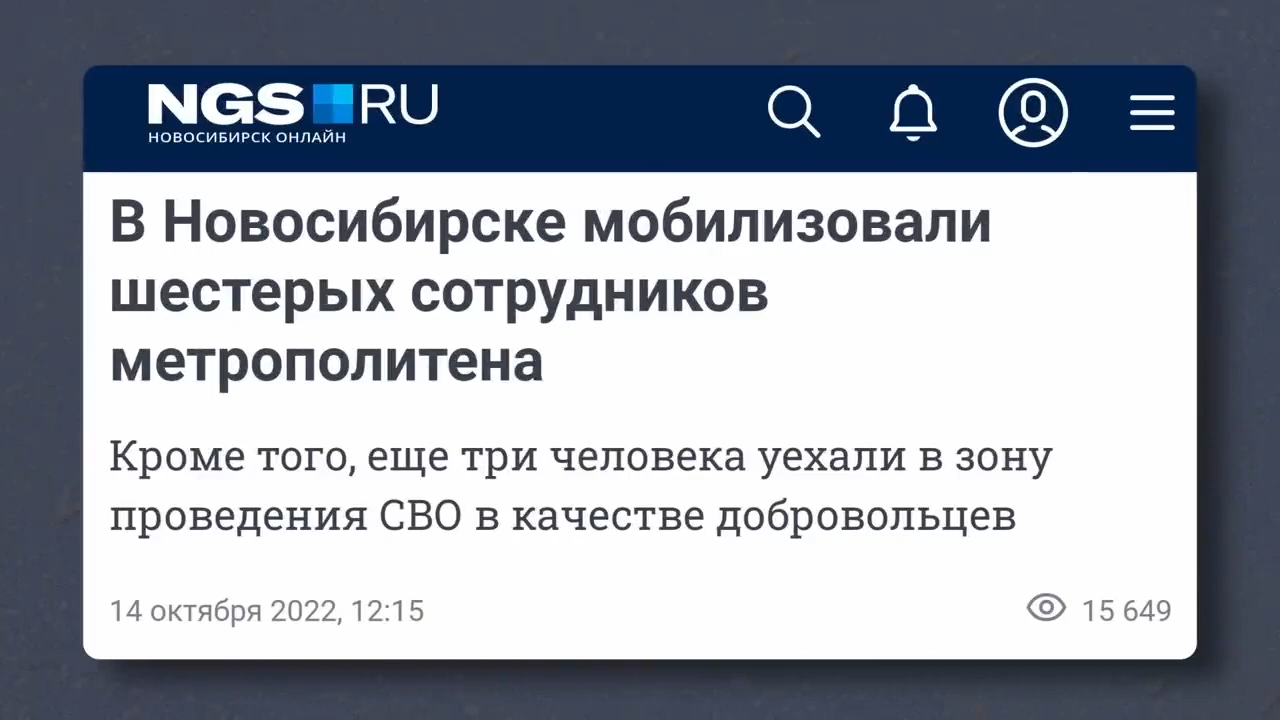 NGS RU
НОВОСИБИРСК ОНЛАЙН
В Новосибирске мобилизовали
шестерых сотрудников
метрополитена
Кроме того, еще три человека уехали в зону
проведения СВО в качестве добровольцев
14 октября 2022, 12:15
15 649